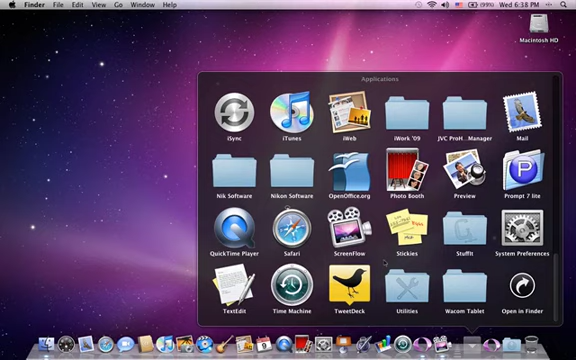 Finder File Edit View Go Window Help
(99%) Wed 6:38 PM
Macintosh HD
Applications
iSync iTunes iWeb iWork '09 JVC ProH...Manager Mail
Nik Software Nikon Software OpenOffice.org Photo Booth Preview Prompt 7 lite
QuickTime Player Safari ScreenFlow Stickies StuffIt System Preferences
TextEdit Time Machine TweetDeck Utilities Wacom Tablet Open in Finder